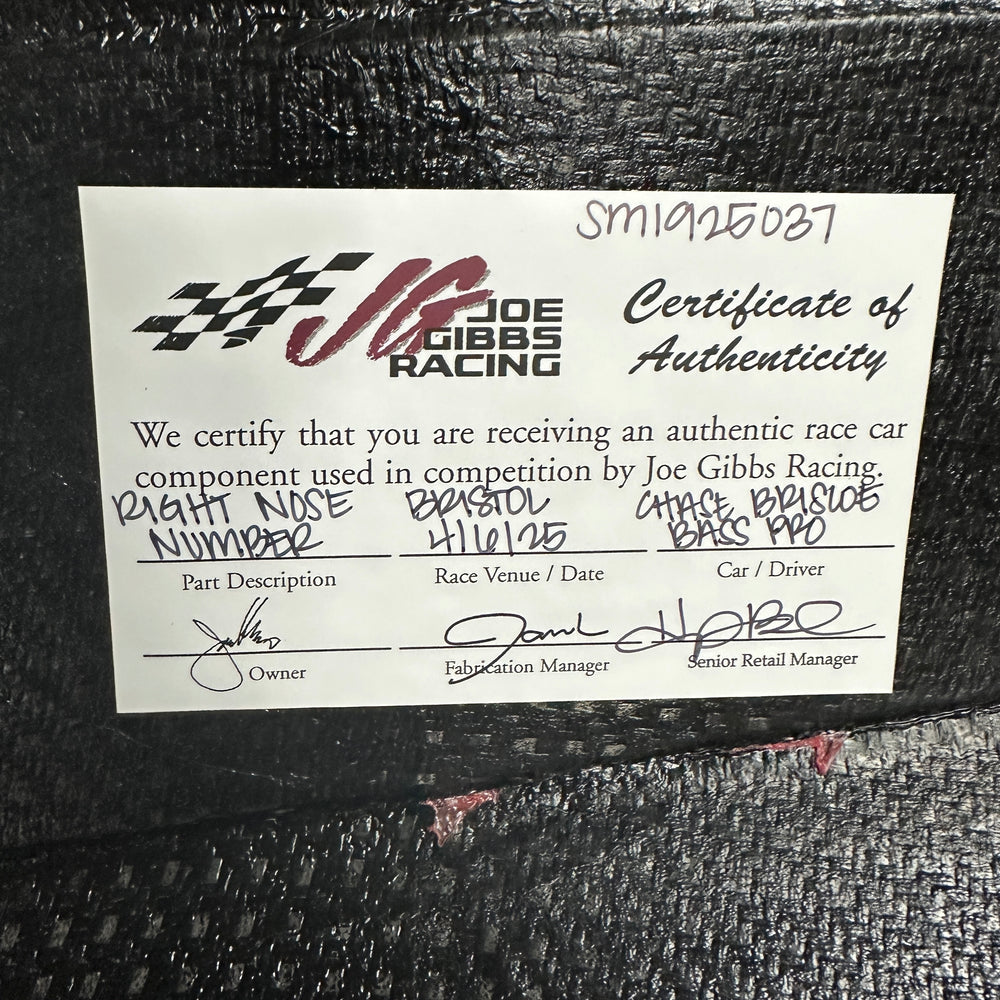 SM1925037
JG JOE
GIBBS
RACING
Certificate of
Authenticity
We certify that you are receiving an authentic race car
component used in competition by Joe Gibbs Racing.
RIGHT NOSE
NUMBER
Part Description
BRISTOL
4/6/25
Race Venue / Date
CHASE BRISCOE
BASS PRO
Car / Driver
Owner
Fabrication Manager
Senior Retail Manager